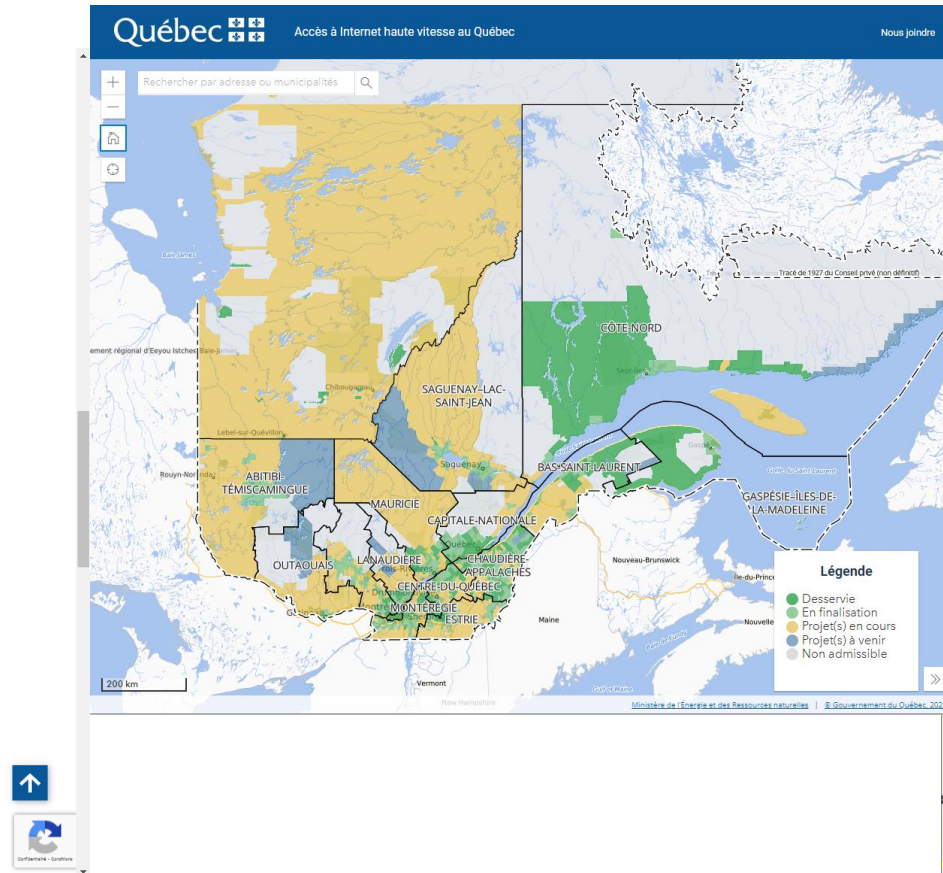 Québec
Accès à Internet haute vitesse au Québec
Nous joindre
Rechercher par adresse ou municipalités
Baie James
Tracé de 1927 du Conseil privé (non définitif)
CÔTE-NORD
ement régional d'Eeyou Istchee Baie-James
Sept-Îles
Chibougamau
SAGUENAY–LAC-
SAINT-JEAN
Lebel-sur-Quévillon
Saguenay
BAS-SAINT-LAURENT
Gaspé
Golfe du Saint-Laurent
Rouyn-Noranda
ABITIBI-
TÉMISCAMINGUE
GASPÉSIE–ÎLES-DE-
LA-MADELEINE
MAURICIE
CAPITALE-NATIONALE
Québec
OUTAOUAIS
LANAUDIÈRE
CHAUDIÈRE-
APPALACHES
Trois-Rivières
CENTRE-DU-QUÉBEC
MONTÉRÉGIE
ESTRIE
Nouveau-Brunswick
Île-du-Prince
Maine
Nouvelle
Légende
Desservie
En finalisation
Projet(s) en cours
Projet(s) à venir
Non admissible
Baie de Fundy
200 km
Vermont
Gulf of Maine
New Hampshire
Ministère de l'Énergie et des Ressources naturelles | © Gouvernement du Québec, 202
Confidentialité - Conditions